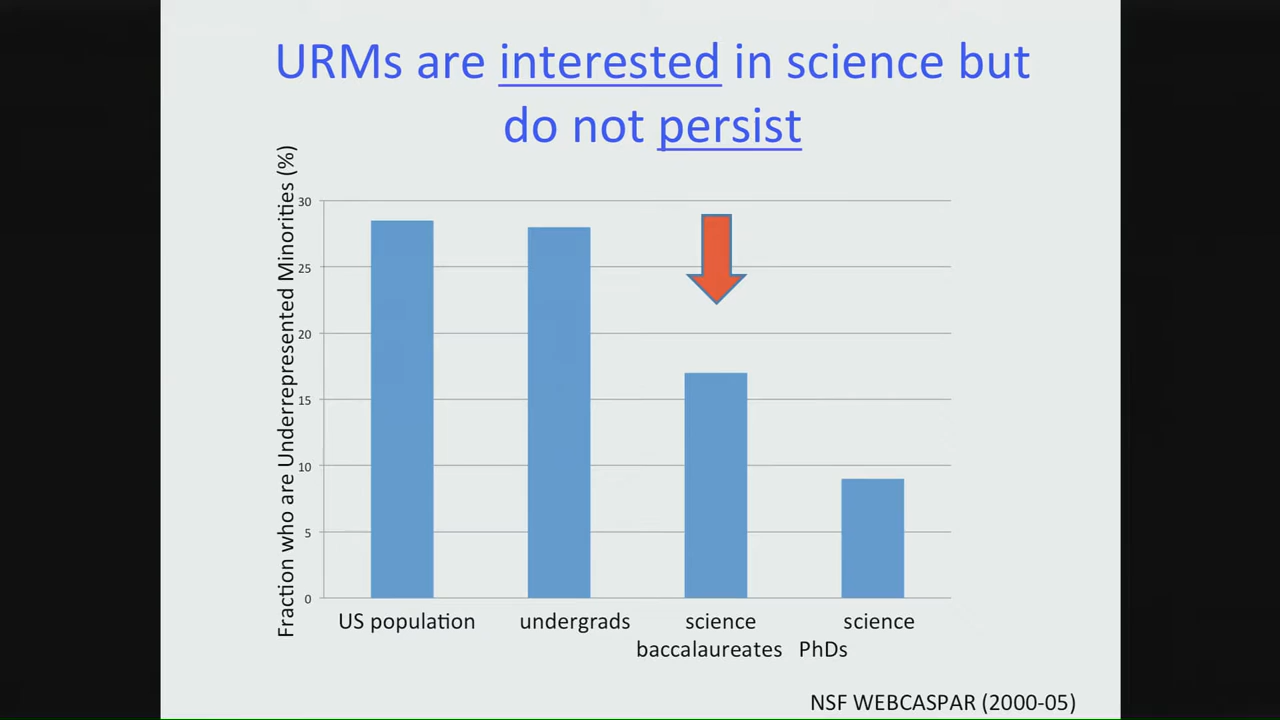 URMs are interested in science but
do not persist
Fraction who are Underrepresented Minorities (%)
30
25
20
15
10
5
0
US population undergrads science science
baccalaureates PhDs
NSF WEBCASPAR (2000-05)